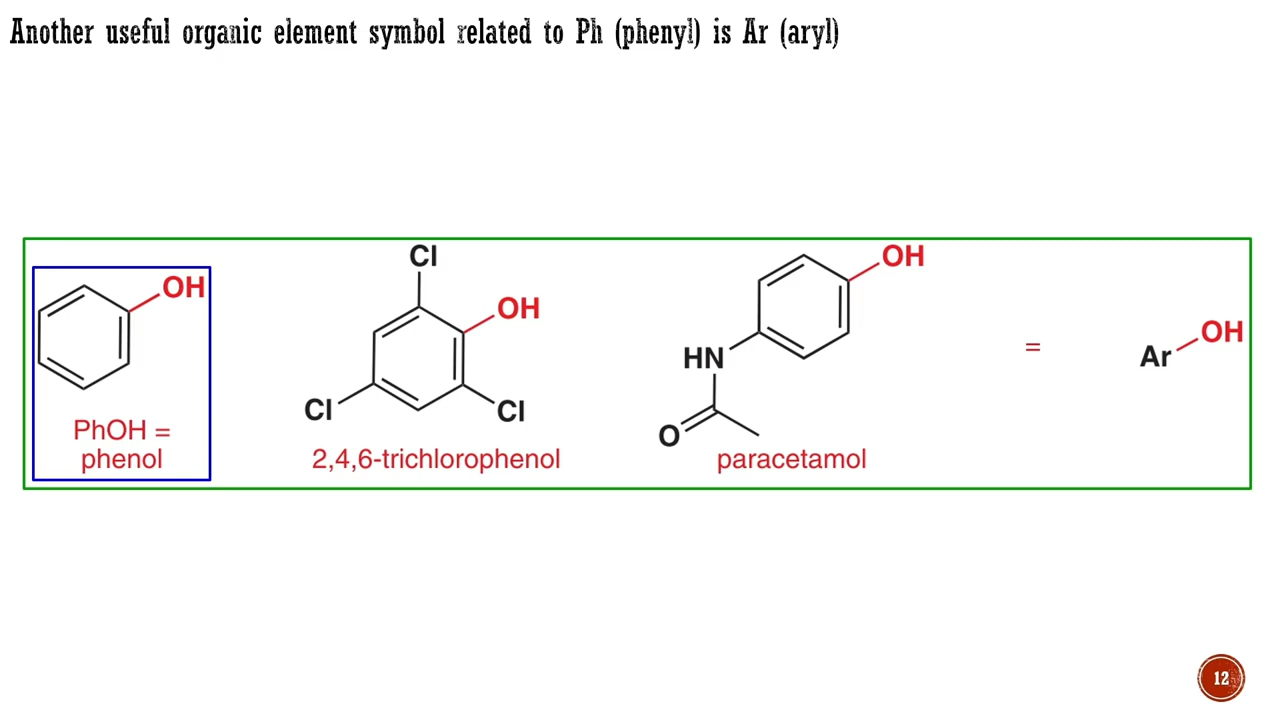 Another useful organic element symbol related to Ph (phenyl) is Ar (aryl)
OH
PhOH =
phenol
Cl
OH
Cl
Cl
2,4,6-trichlorophenol
OH
HN
O
paracetamol
=
Ar
OH
12